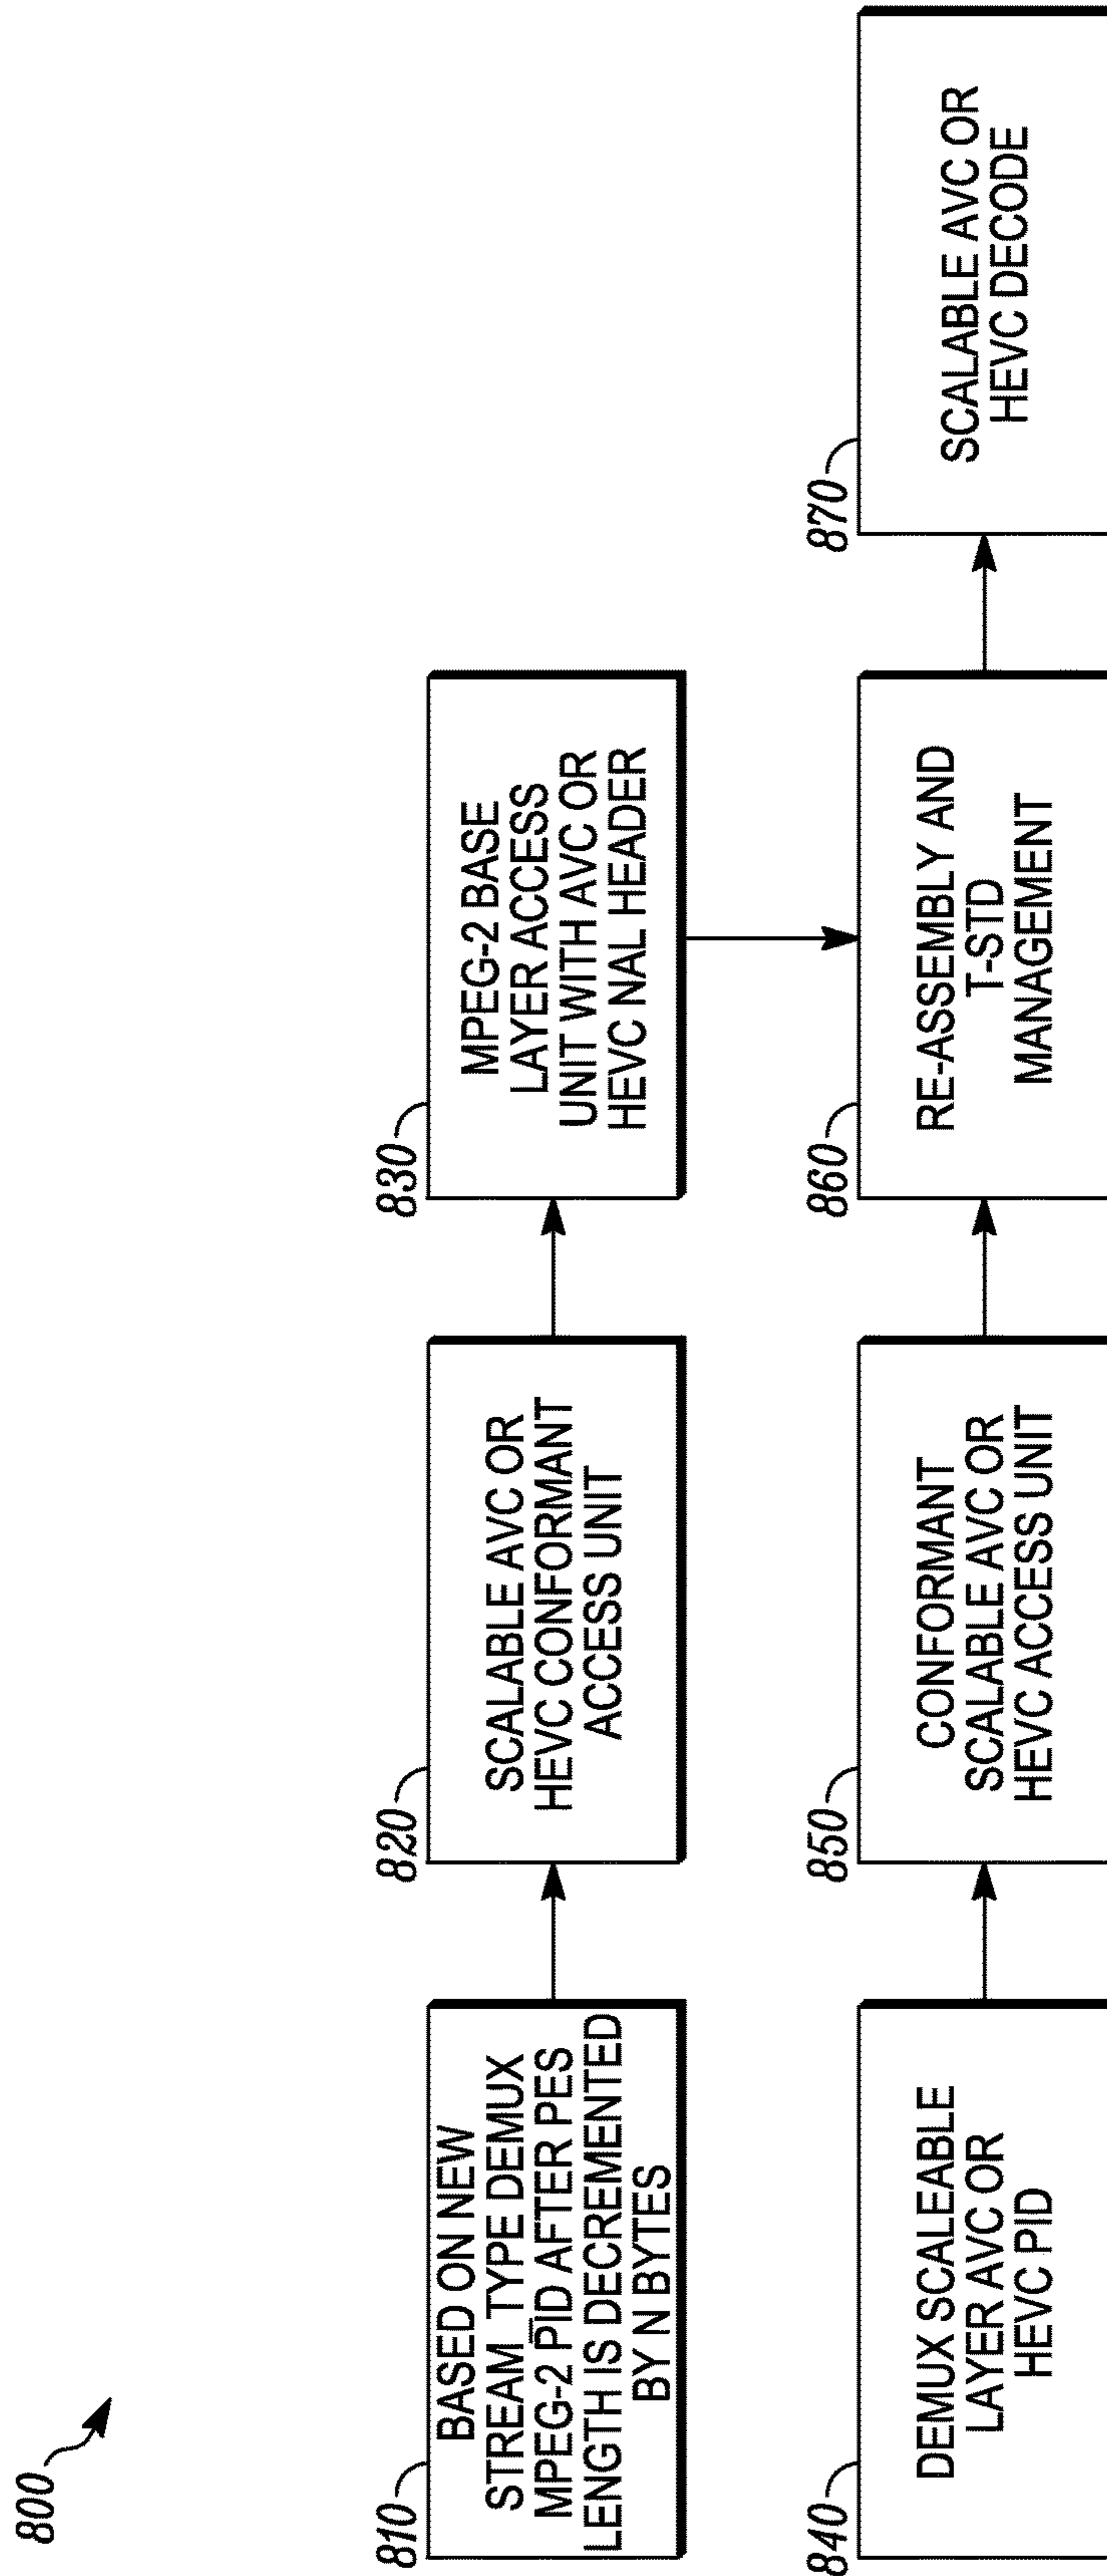 800
810
BASED ON NEW
STREAM_TYPE DEMUX
MPEG-2 PID AFTER PES
LENGTH IS DECREMENTED
BY N BYTES
820
SCALABLE AVC OR
HEVC CONFORMANT
ACCESS UNIT
830
MPEG-2 BASE
LAYER ACCESS
UNIT WITH AVC OR
HEVC NAL HEADER
840
DEMUX SCALEABLE
LAYER AVC OR
HEVC PID
850
CONFORMANT
SCALABLE AVC OR
HEVC ACCESS UNIT
860
RE-ASSEMBLY AND
T-STD
MANAGEMENT
870
SCALABLE AVC OR
HEVC DECODE